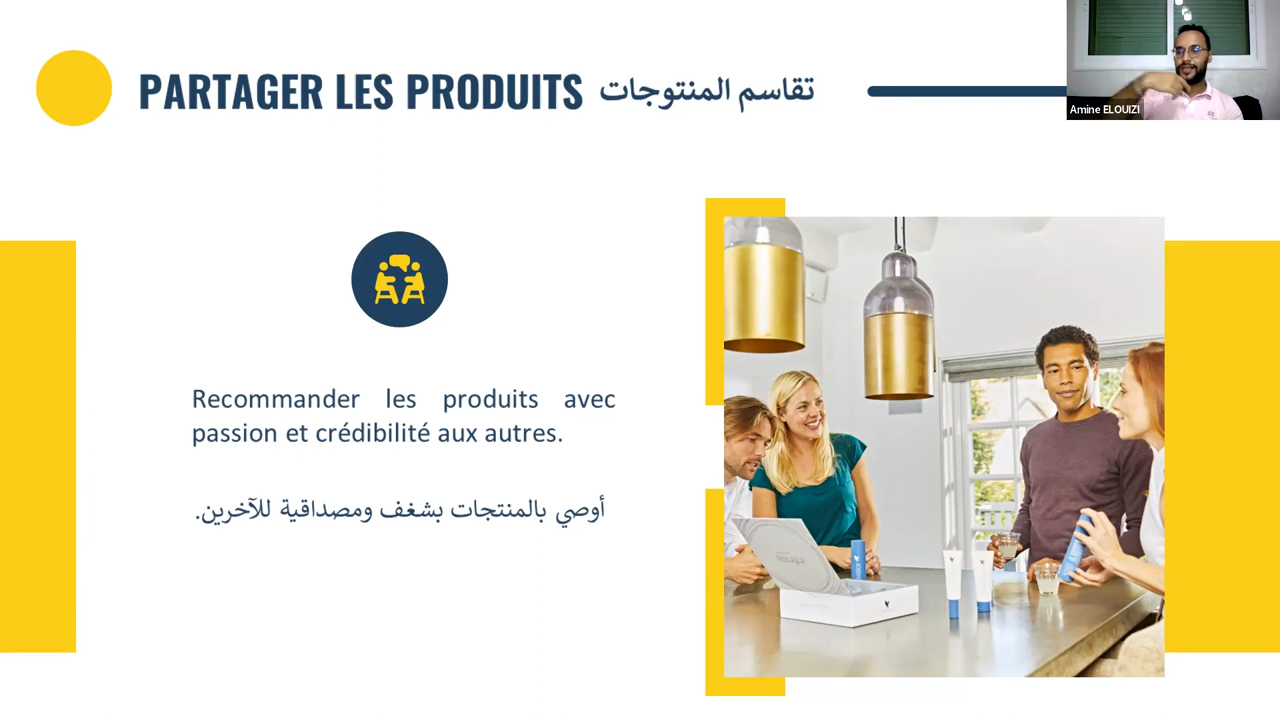 PARTAGER LES PRODUITS تقاسم المنتوجات
Amine ELOUIZI
Recommander les produits avec
passion et crédibilité aux autres.
أوصي بالمنتجات بشغف ومصداقية للآخرين.